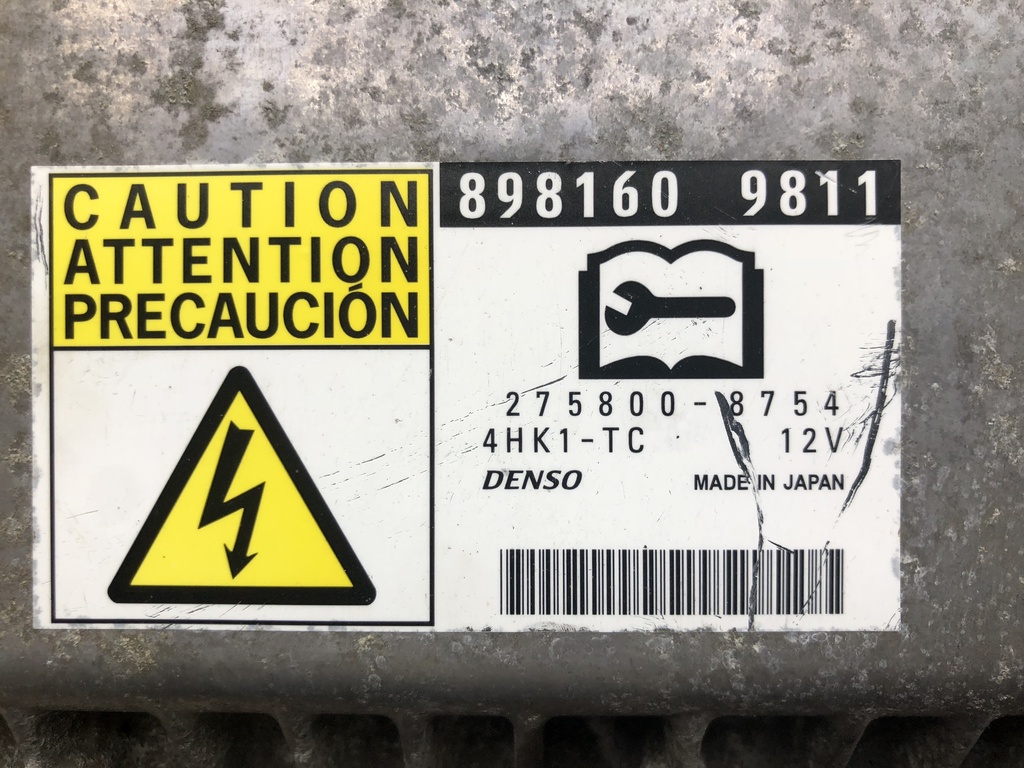 CAUTION
ATTENTION
PRECAUCIÓN
898160 9811
275800-8754
4HK1-TC 12V
DENSO MADE IN JAPAN